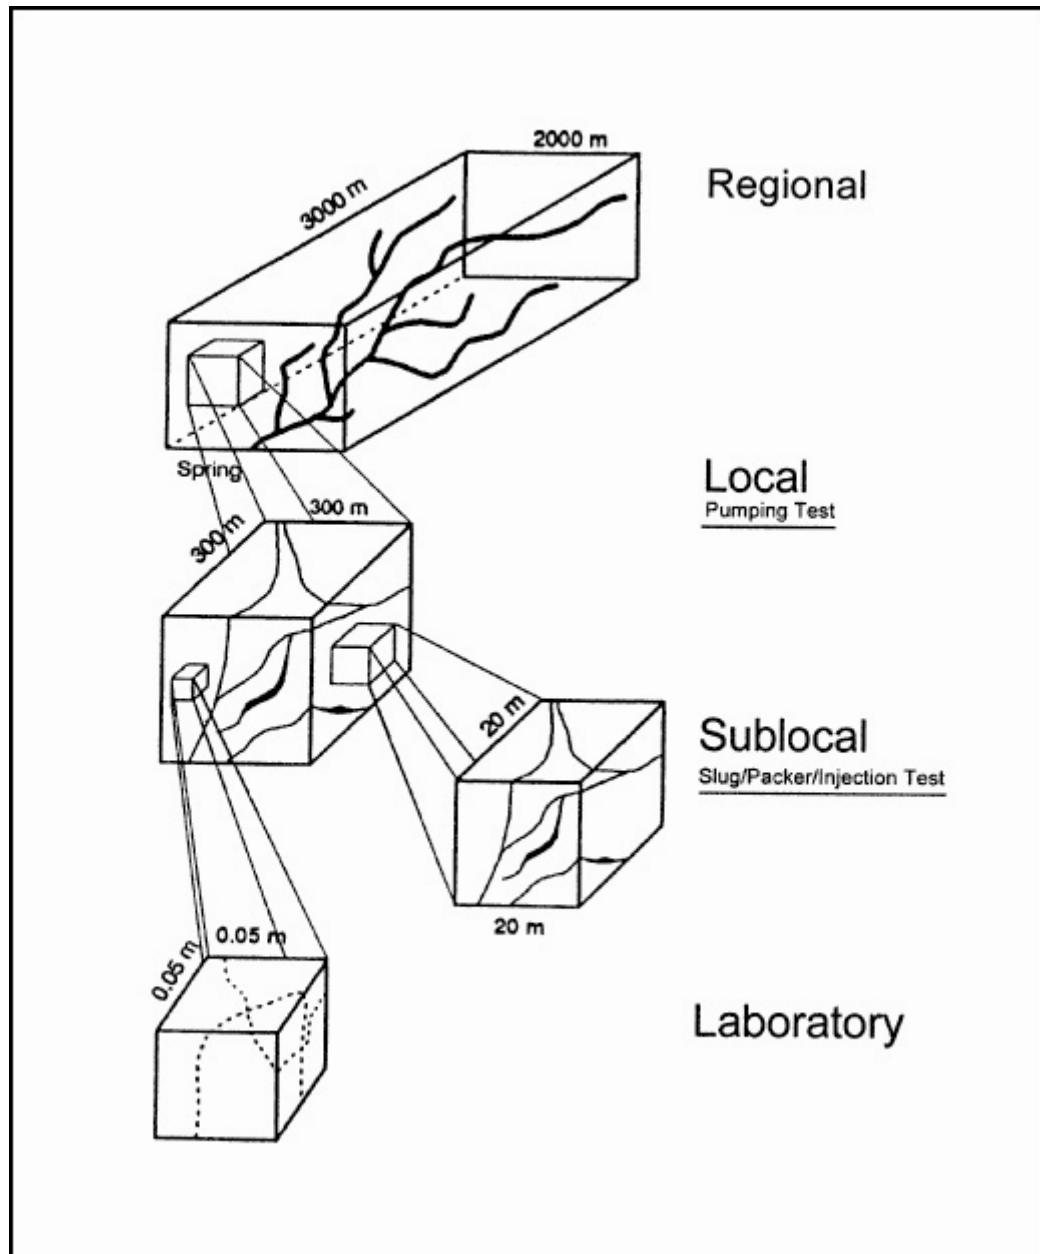 2000 m
3000 m
Regional
Spring
Local
Pumping Test
300 m
300 m
20 m
Sublocal
Slug/Packer/Injection Test
20 m
0.05 m
0.05 m
Laboratory